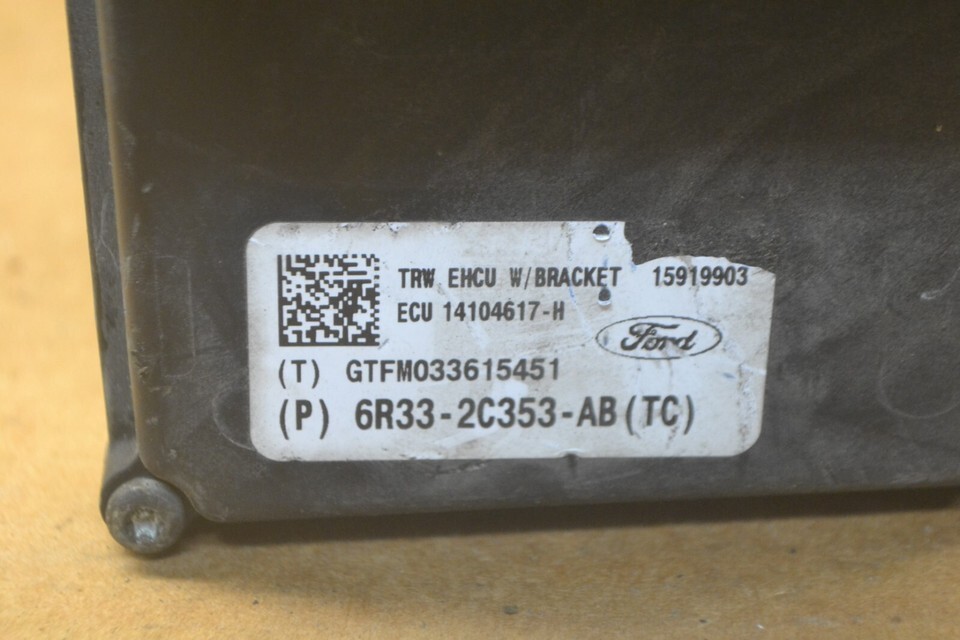 TRW EHCU W/BRACKET 15919903
ECU 14104617-H
Ford
(T) GTFM033615451
(P) 6R33-2C353-AB(TC)